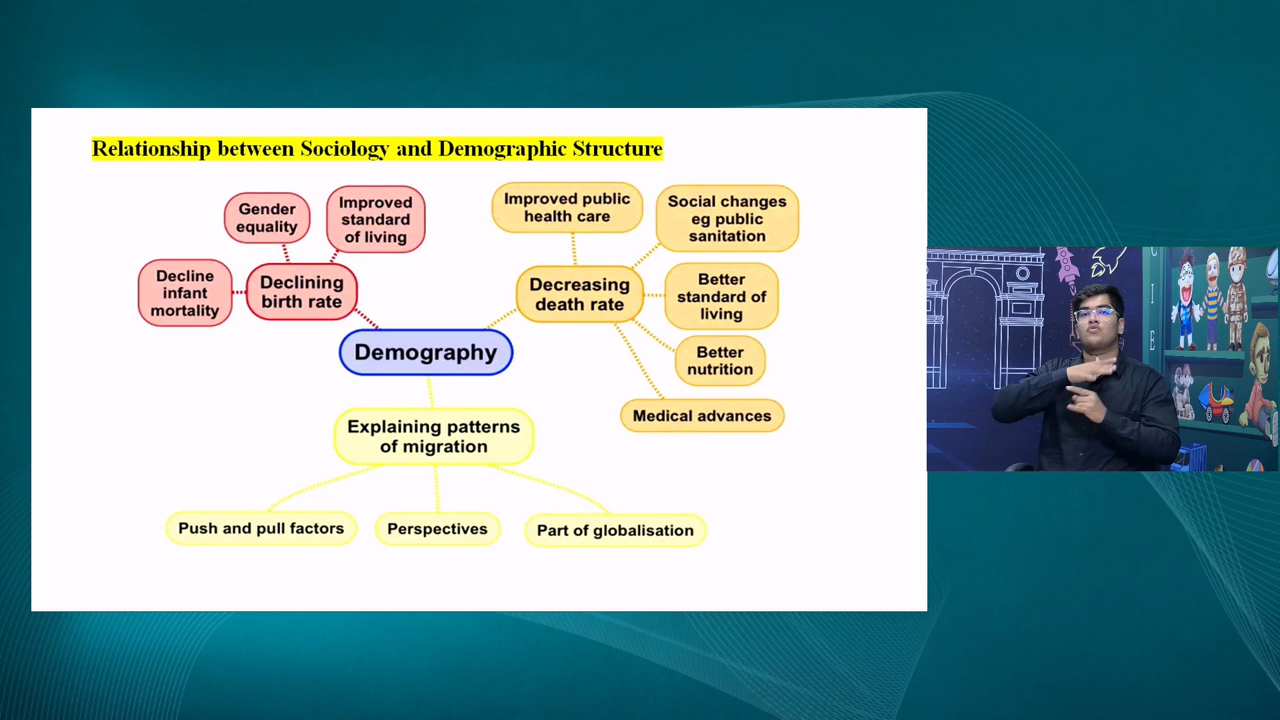 Relationship between Sociology and Demographic Structure
Gender
equality
Improved
standard
of living
Decline
infant
mortality
Declining
birth rate
Improved public
health care
Social changes
eg public
sanitation
Decreasing
death rate
Better
standard of
living
Better
nutrition
Medical advances
Demography
Explaining patterns
of migration
Push and pull factors
Perspectives
Part of globalisation
C
I
E